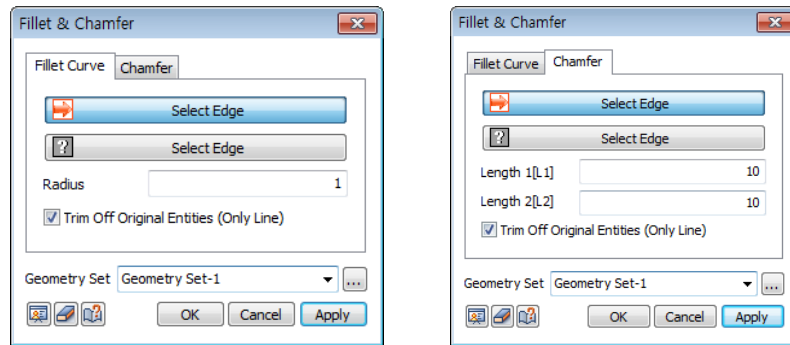 Fillet & Chamfer
Fillet Curve Chamfer
Select Edge
? Select Edge
Radius 1
Trim Off Original Entities (Only Line)
Geometry Set Geometry Set-1 ...
OK Cancel Apply
Fillet & Chamfer
Fillet Curve Chamfer
Select Edge
? Select Edge
Length 1[L1] 10
Length 2[L2] 10
Trim Off Original Entities (Only Line)
Geometry Set Geometry Set-1 ...
OK Cancel Apply